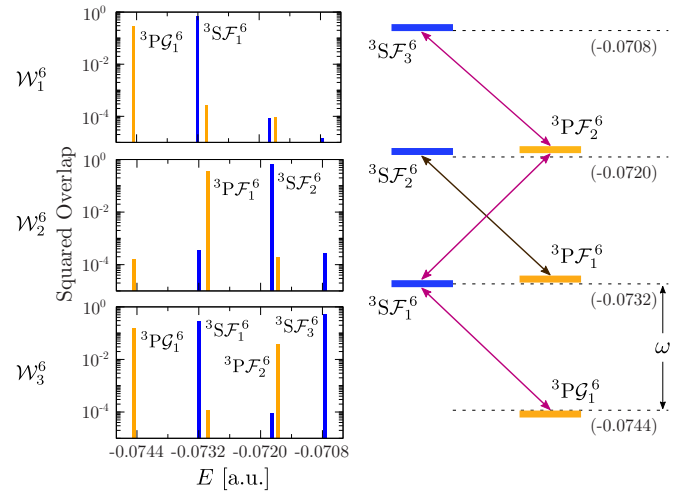 10⁰
10⁻²
10⁻⁴
³P𝒢₁⁶
³Sℱ₁⁶
𝒲₁⁶
10⁰
10⁻²
10⁻⁴
³Pℱ₁⁶
³Sℱ₂⁶
𝒲₂⁶
Squared Overlap
10⁰
10⁻²
10⁻⁴
³P𝒢₁⁶
³Sℱ₁⁶
³Sℱ₃⁶
³Pℱ₂⁶
𝒲₃⁶
-0.0744 -0.0732 -0.0720 -0.0708
E [a.u.]
³Sℱ₃⁶
(-0.0708)
³Pℱ₂⁶
³Sℱ₂⁶
(-0.0720)
³Pℱ₁⁶
³Sℱ₁⁶
(-0.0732)
ω
³P𝒢₁⁶
(-0.0744)